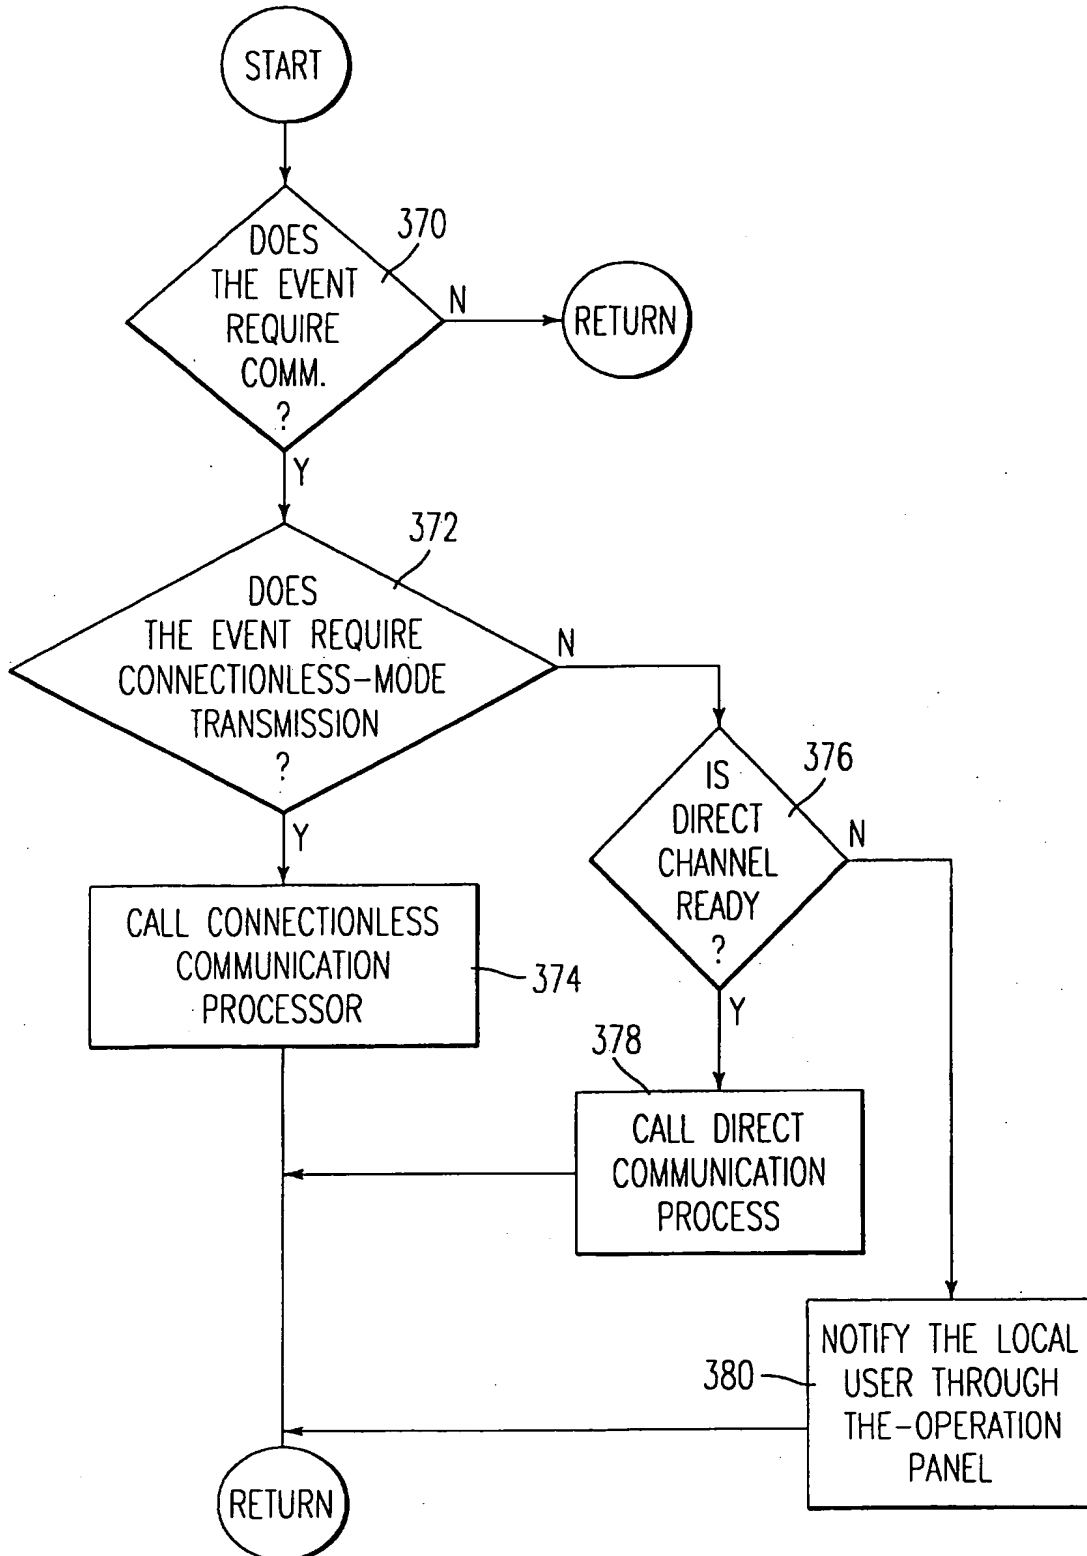 START
370
DOES
THE EVENT
REQUIRE
COMM.
?
N
RETURN
Y
372
DOES
THE EVENT REQUIRE
CONNECTIONLESS-MODE
TRANSMISSION
?
N
Y
376
IS
DIRECT
CHANNEL
READY
?
N
Y
CALL CONNECTIONLESS
COMMUNICATION
PROCESSOR
374
378
CALL DIRECT
COMMUNICATION
PROCESS
380
NOTIFY THE LOCAL
USER THROUGH
THE-OPERATION
PANEL
RETURN